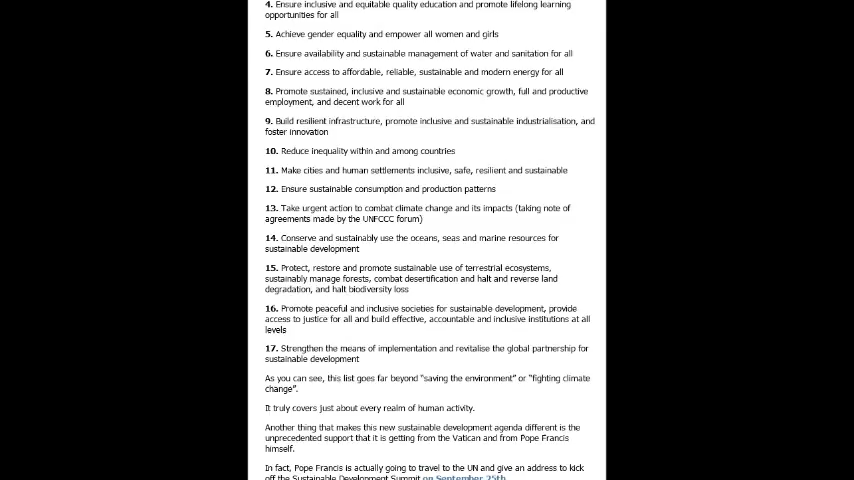 4. Ensure inclusive and equitable quality education and promote lifelong learning
opportunities for all
5. Achieve gender equality and empower all women and girls
6. Ensure availability and sustainable management of water and sanitation for all
7. Ensure access to affordable, reliable, sustainable and modern energy for all
8. Promote sustained, inclusive and sustainable economic growth, full and productive
employment, and decent work for all
9. Build resilient infrastructure, promote inclusive and sustainable industrialisation, and
foster innovation
10. Reduce inequality within and among countries
11. Make cities and human settlements inclusive, safe, resilient and sustainable
12. Ensure sustainable consumption and production patterns
13. Take urgent action to combat climate change and its impacts (taking note of
agreements made by the UNFCCC forum)
14. Conserve and sustainably use the oceans, seas and marine resources for
sustainable development
15. Protect, restore and promote sustainable use of terrestrial ecosystems,
sustainably manage forests, combat desertification and halt and reverse land
degradation, and halt biodiversity loss
16. Promote peaceful and inclusive societies for sustainable development, provide
access to justice for all and build effective, accountable and inclusive institutions at all
levels
17. Strengthen the means of implementation and revitalise the global partnership for
sustainable development
As you can see, this list goes far beyond “saving the environment” or “fighting climate
change”.
It truly covers just about every realm of human activity.
Another thing that makes this new sustainable development agenda different is the
unprecedented support that it is getting from the Vatican and from Pope Francis
himself.
In fact, Pope Francis is actually going to travel to the UN and give an address to kick
off the Sustainable Development Summit on September 25th